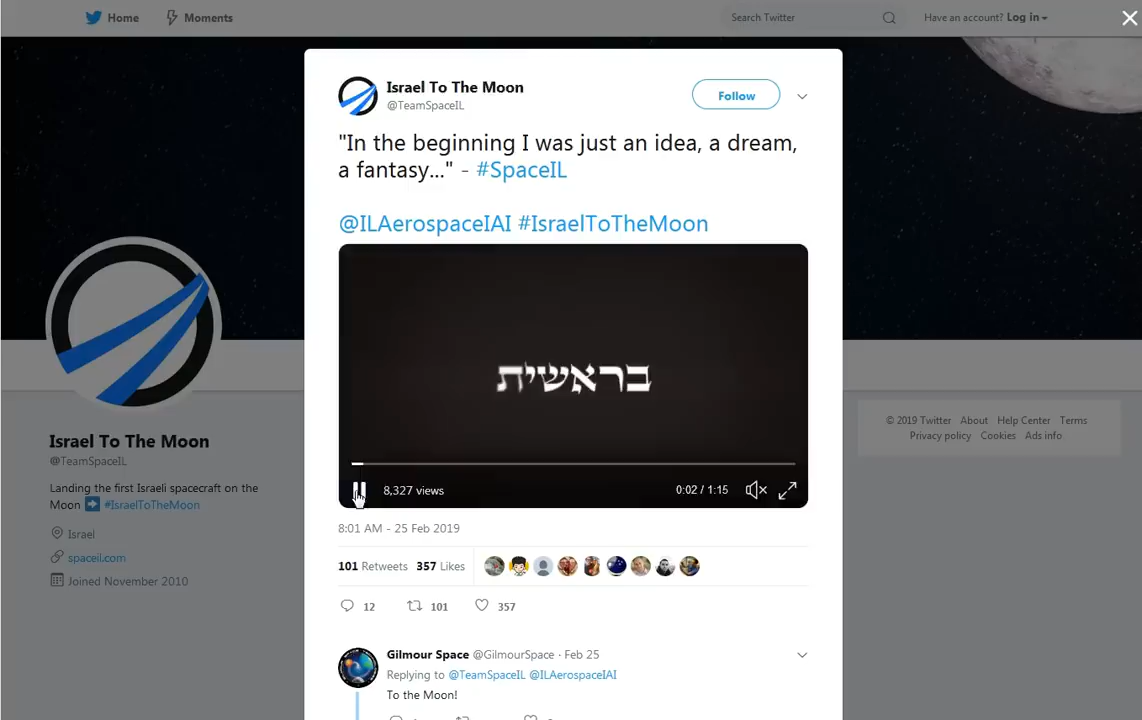 Home
Moments
Search Twitter
Have an account? Log in
Israel To The Moon
@TeamSpaceIL
Follow
"In the beginning I was just an idea, a dream,
a fantasy..." - #SpaceIL
@ILAerospaceIAI #IsraelToTheMoon
בראשית
8,327 views
0:02 / 1:15
8:01 AM - 25 Feb 2019
101 Retweets 357 Likes
12
101
357
Gilmour Space @GilmourSpace · Feb 25
Replying to @TeamSpaceIL @ILAerospaceIAI
To the Moon!
Israel To The Moon
@TeamSpaceIL
Landing the first Israeli spacecraft on the
Moon ➡️ #IsraelToTheMoon
Israel
spaceil.com
Joined November 2010
© 2019 Twitter About Help Center Terms
Privacy policy Cookies Ads info